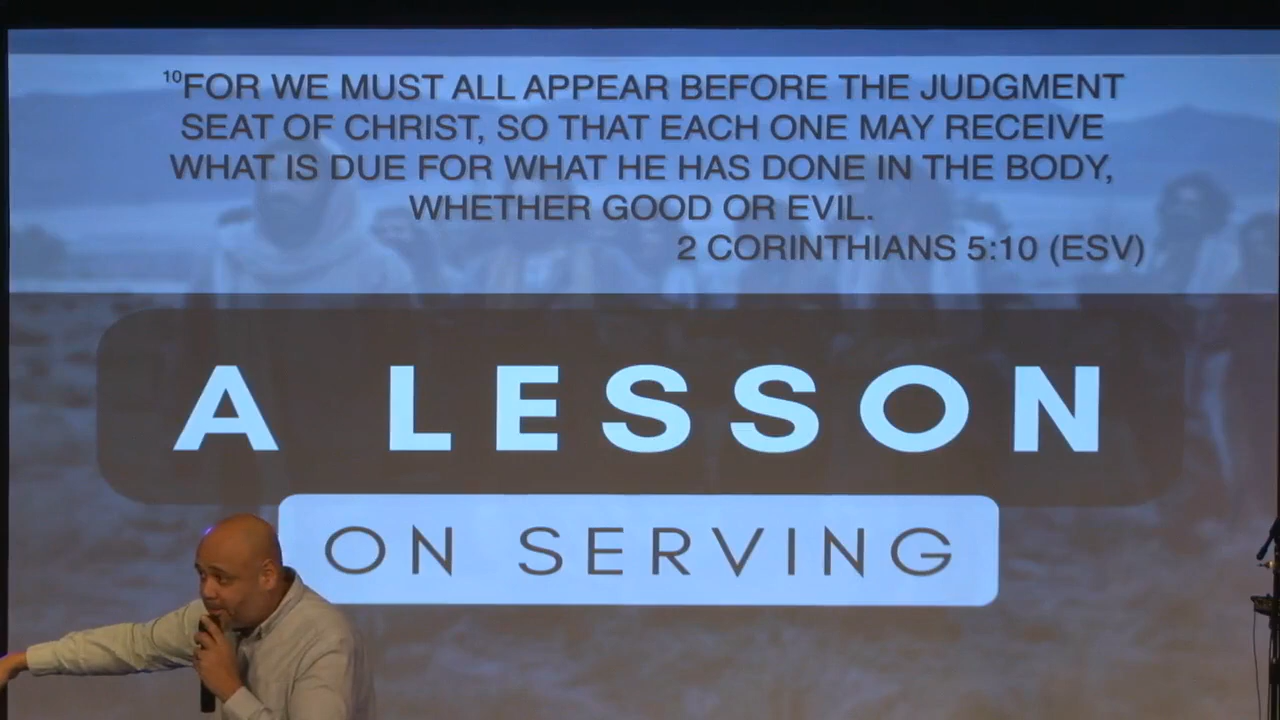 ¹⁰FOR WE MUST ALL APPEAR BEFORE THE JUDGMENT
SEAT OF CHRIST, SO THAT EACH ONE MAY RECEIVE
WHAT IS DUE FOR WHAT HE HAS DONE IN THE BODY,
WHETHER GOOD OR EVIL.
2 CORINTHIANS 5:10 (ESV)
A LESSON
ON SERVING